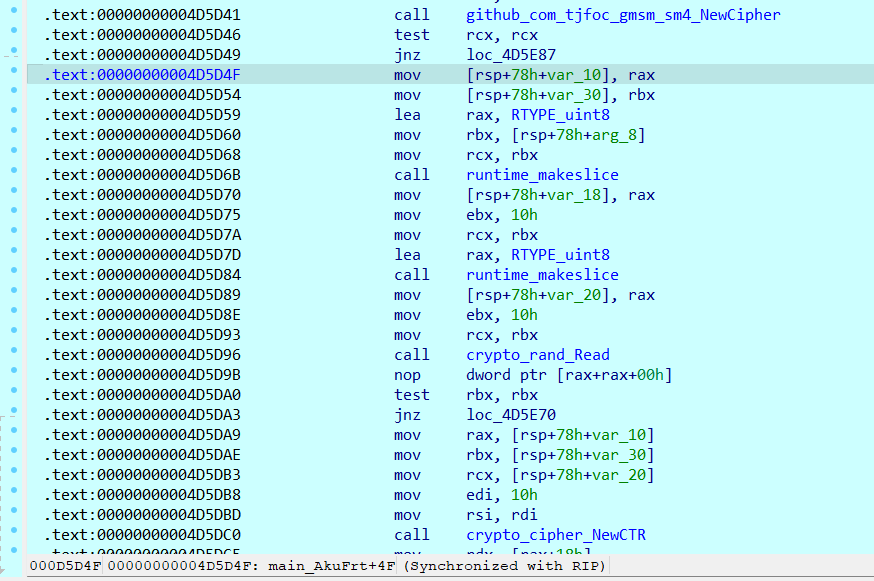 .text:00000000004D5D41 call github_com_tjfoc_gmsm_sm4_NewCipher
.text:00000000004D5D46 test rcx, rcx
.text:00000000004D5D49 jnz loc_4D5E87
.text:00000000004D5D4F mov [rsp+78h+var_10], rax
.text:00000000004D5D54 mov [rsp+78h+var_30], rbx
.text:00000000004D5D59 lea rax, RTYPE_uint8
.text:00000000004D5D60 mov rbx, [rsp+78h+arg_8]
.text:00000000004D5D68 mov rcx, rbx
.text:00000000004D5D6B call runtime_makeslice
.text:00000000004D5D70 mov [rsp+78h+var_18], rax
.text:00000000004D5D75 mov ebx, 10h
.text:00000000004D5D7A mov rcx, rbx
.text:00000000004D5D7D lea rax, RTYPE_uint8
.text:00000000004D5D84 call runtime_makeslice
.text:00000000004D5D89 mov [rsp+78h+var_20], rax
.text:00000000004D5D8E mov ebx, 10h
.text:00000000004D5D93 mov rcx, rbx
.text:00000000004D5D96 call crypto_rand_Read
.text:00000000004D5D9B nop dword ptr [rax+rax+00h]
.text:00000000004D5DA0 test rbx, rbx
.text:00000000004D5DA3 jnz loc_4D5E70
.text:00000000004D5DA9 mov rax, [rsp+78h+var_10]
.text:00000000004D5DAE mov rbx, [rsp+78h+var_30]
.text:00000000004D5DB3 mov rcx, [rsp+78h+var_20]
.text:00000000004D5DB8 mov edi, 10h
.text:00000000004D5DBD mov rsi, rdi
.text:00000000004D5DC0 call crypto_cipher_NewCTR
000D5D4F 00000000004D5D4F: main_AkuFrt+4F (Synchronized with RIP)